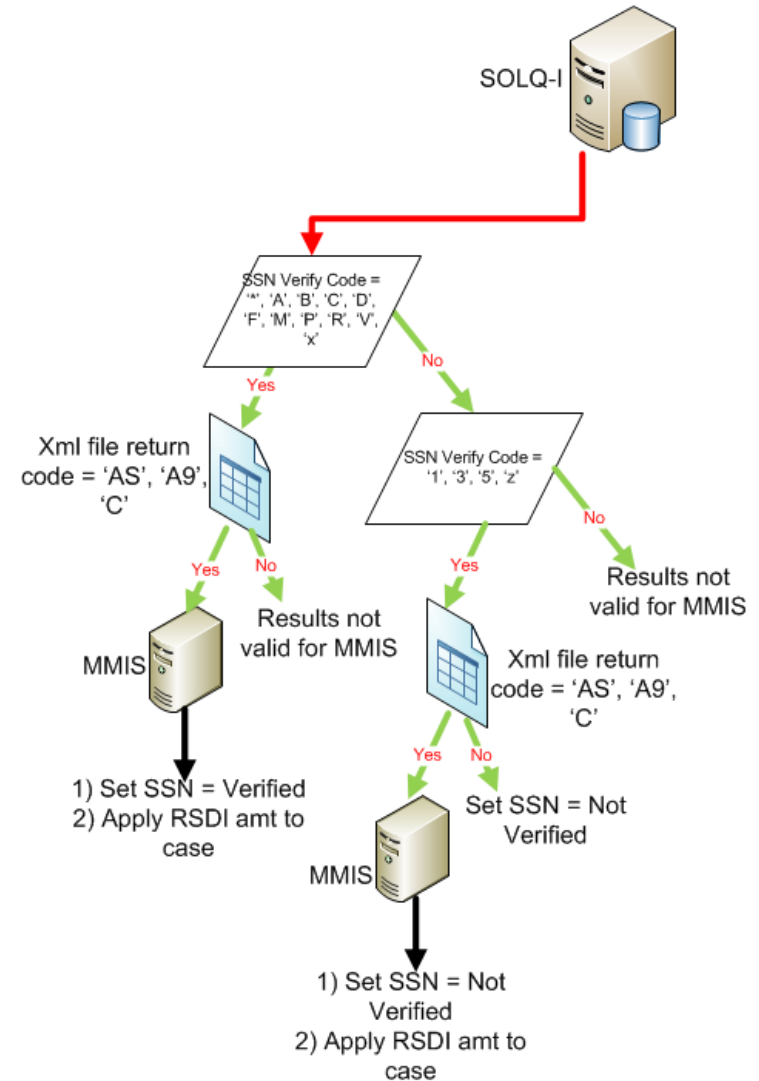 SOLQ-I
SSN Verify Code =
‘*’, ‘A’, ‘B’, ‘C’, ‘D’,
‘F’, ‘M’, ‘P’, ‘R’, ‘V’,
‘x’
Yes
No
Xml file return
code = ‘AS’, ‘A9’,
‘C’
SSN Verify Code =
‘1’, ‘3’, ‘5’, ‘z’
Yes
No
Results not
valid for MMIS
Yes
No
Results not
valid for MMIS
MMIS
Xml file return
code = ‘AS’, ‘A9’,
‘C’
Yes
No
1) Set SSN = Verified
2) Apply RSDI amt to
case
Set SSN = Not
Verified
MMIS
1) Set SSN = Not
Verified
2) Apply RSDI amt to
case